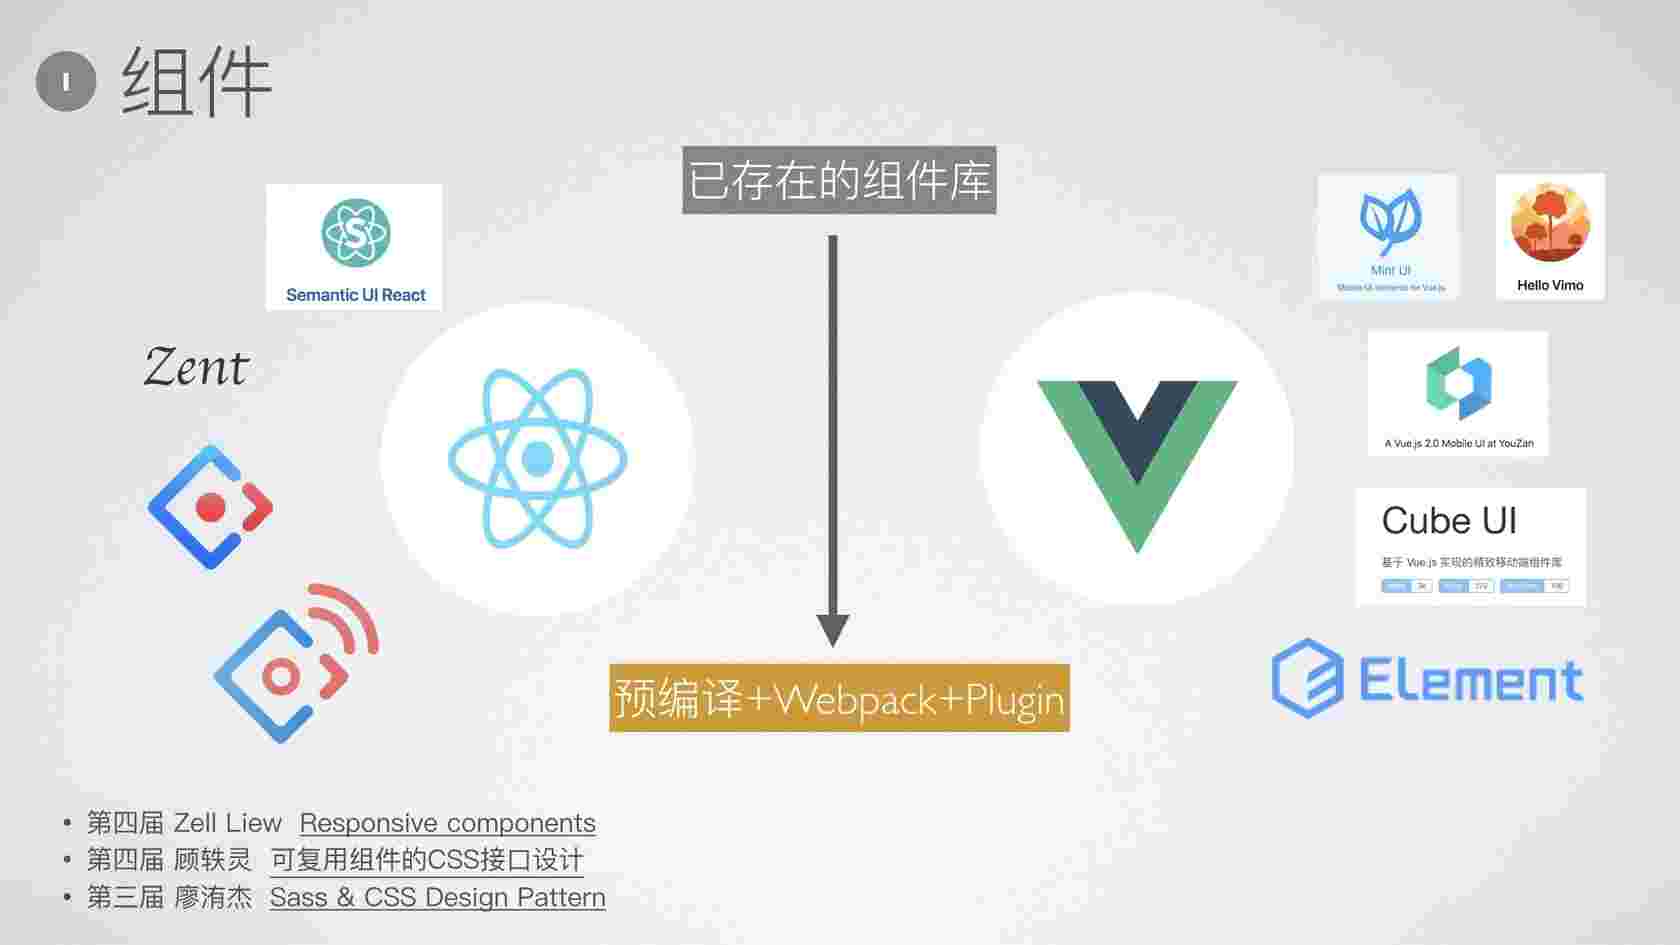 I 组件
已存在的组件库
Semantic UI React
Zent
Mint UI
Mobile UI elements for Vue.js
Hello Vimo
A Vue.js 2.0 Mobile UI at YouZan
Cube UI
基于 Vue.js 实现的精致移动端组件库
Element
预编译+Webpack+Plugin
• 第四届 Zell Liew Responsive components
• 第四届 顾轶灵 可复用组件的CSS接口设计
• 第三届 廖洧杰 Sass & CSS Design Pattern